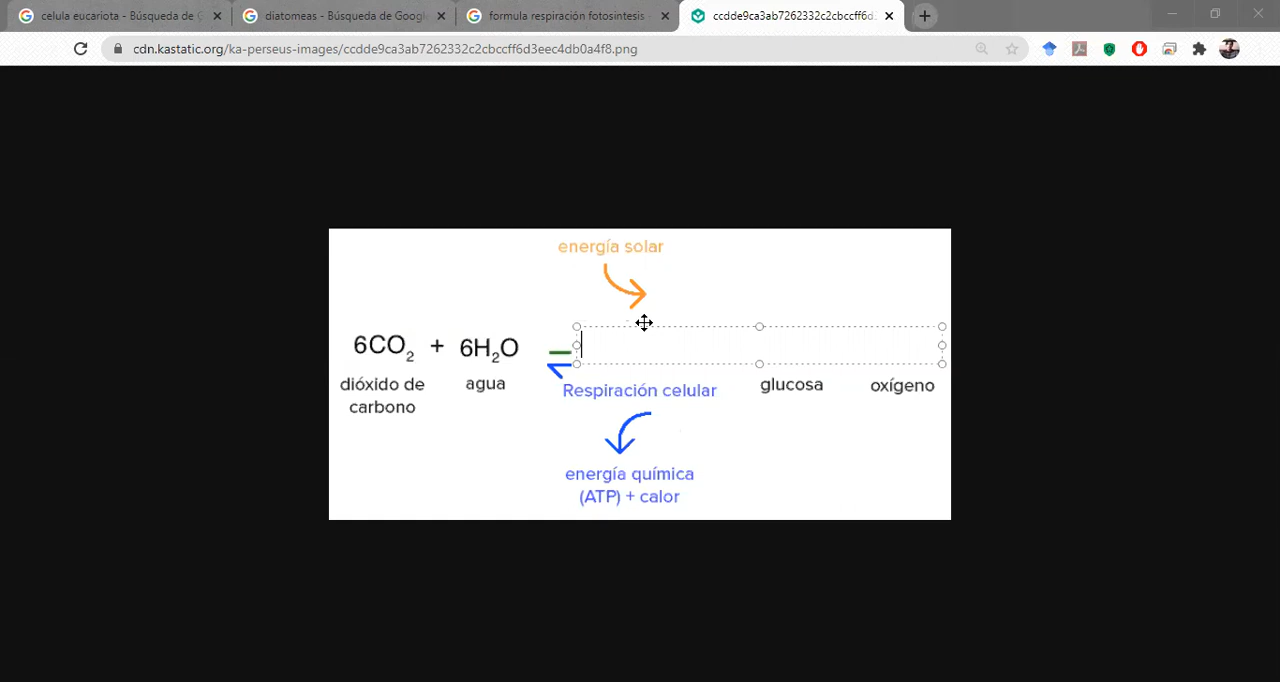 celula eucariota - Búsqueda de G
diatomeas - Búsqueda de Googl
formula respiración fotosintesis -
ccdde9ca3ab7262332c2cbccff6d3
cdn.kastatic.org/ka-perseus-images/ccdde9ca3ab7262332c2cbccff6d3eec4db0a4f8.png
energía solar
6CO₂ + 6H₂O
dióxido de carbono
agua
Respiración celular
glucosa
oxígeno
energía química
(ATP) + calor